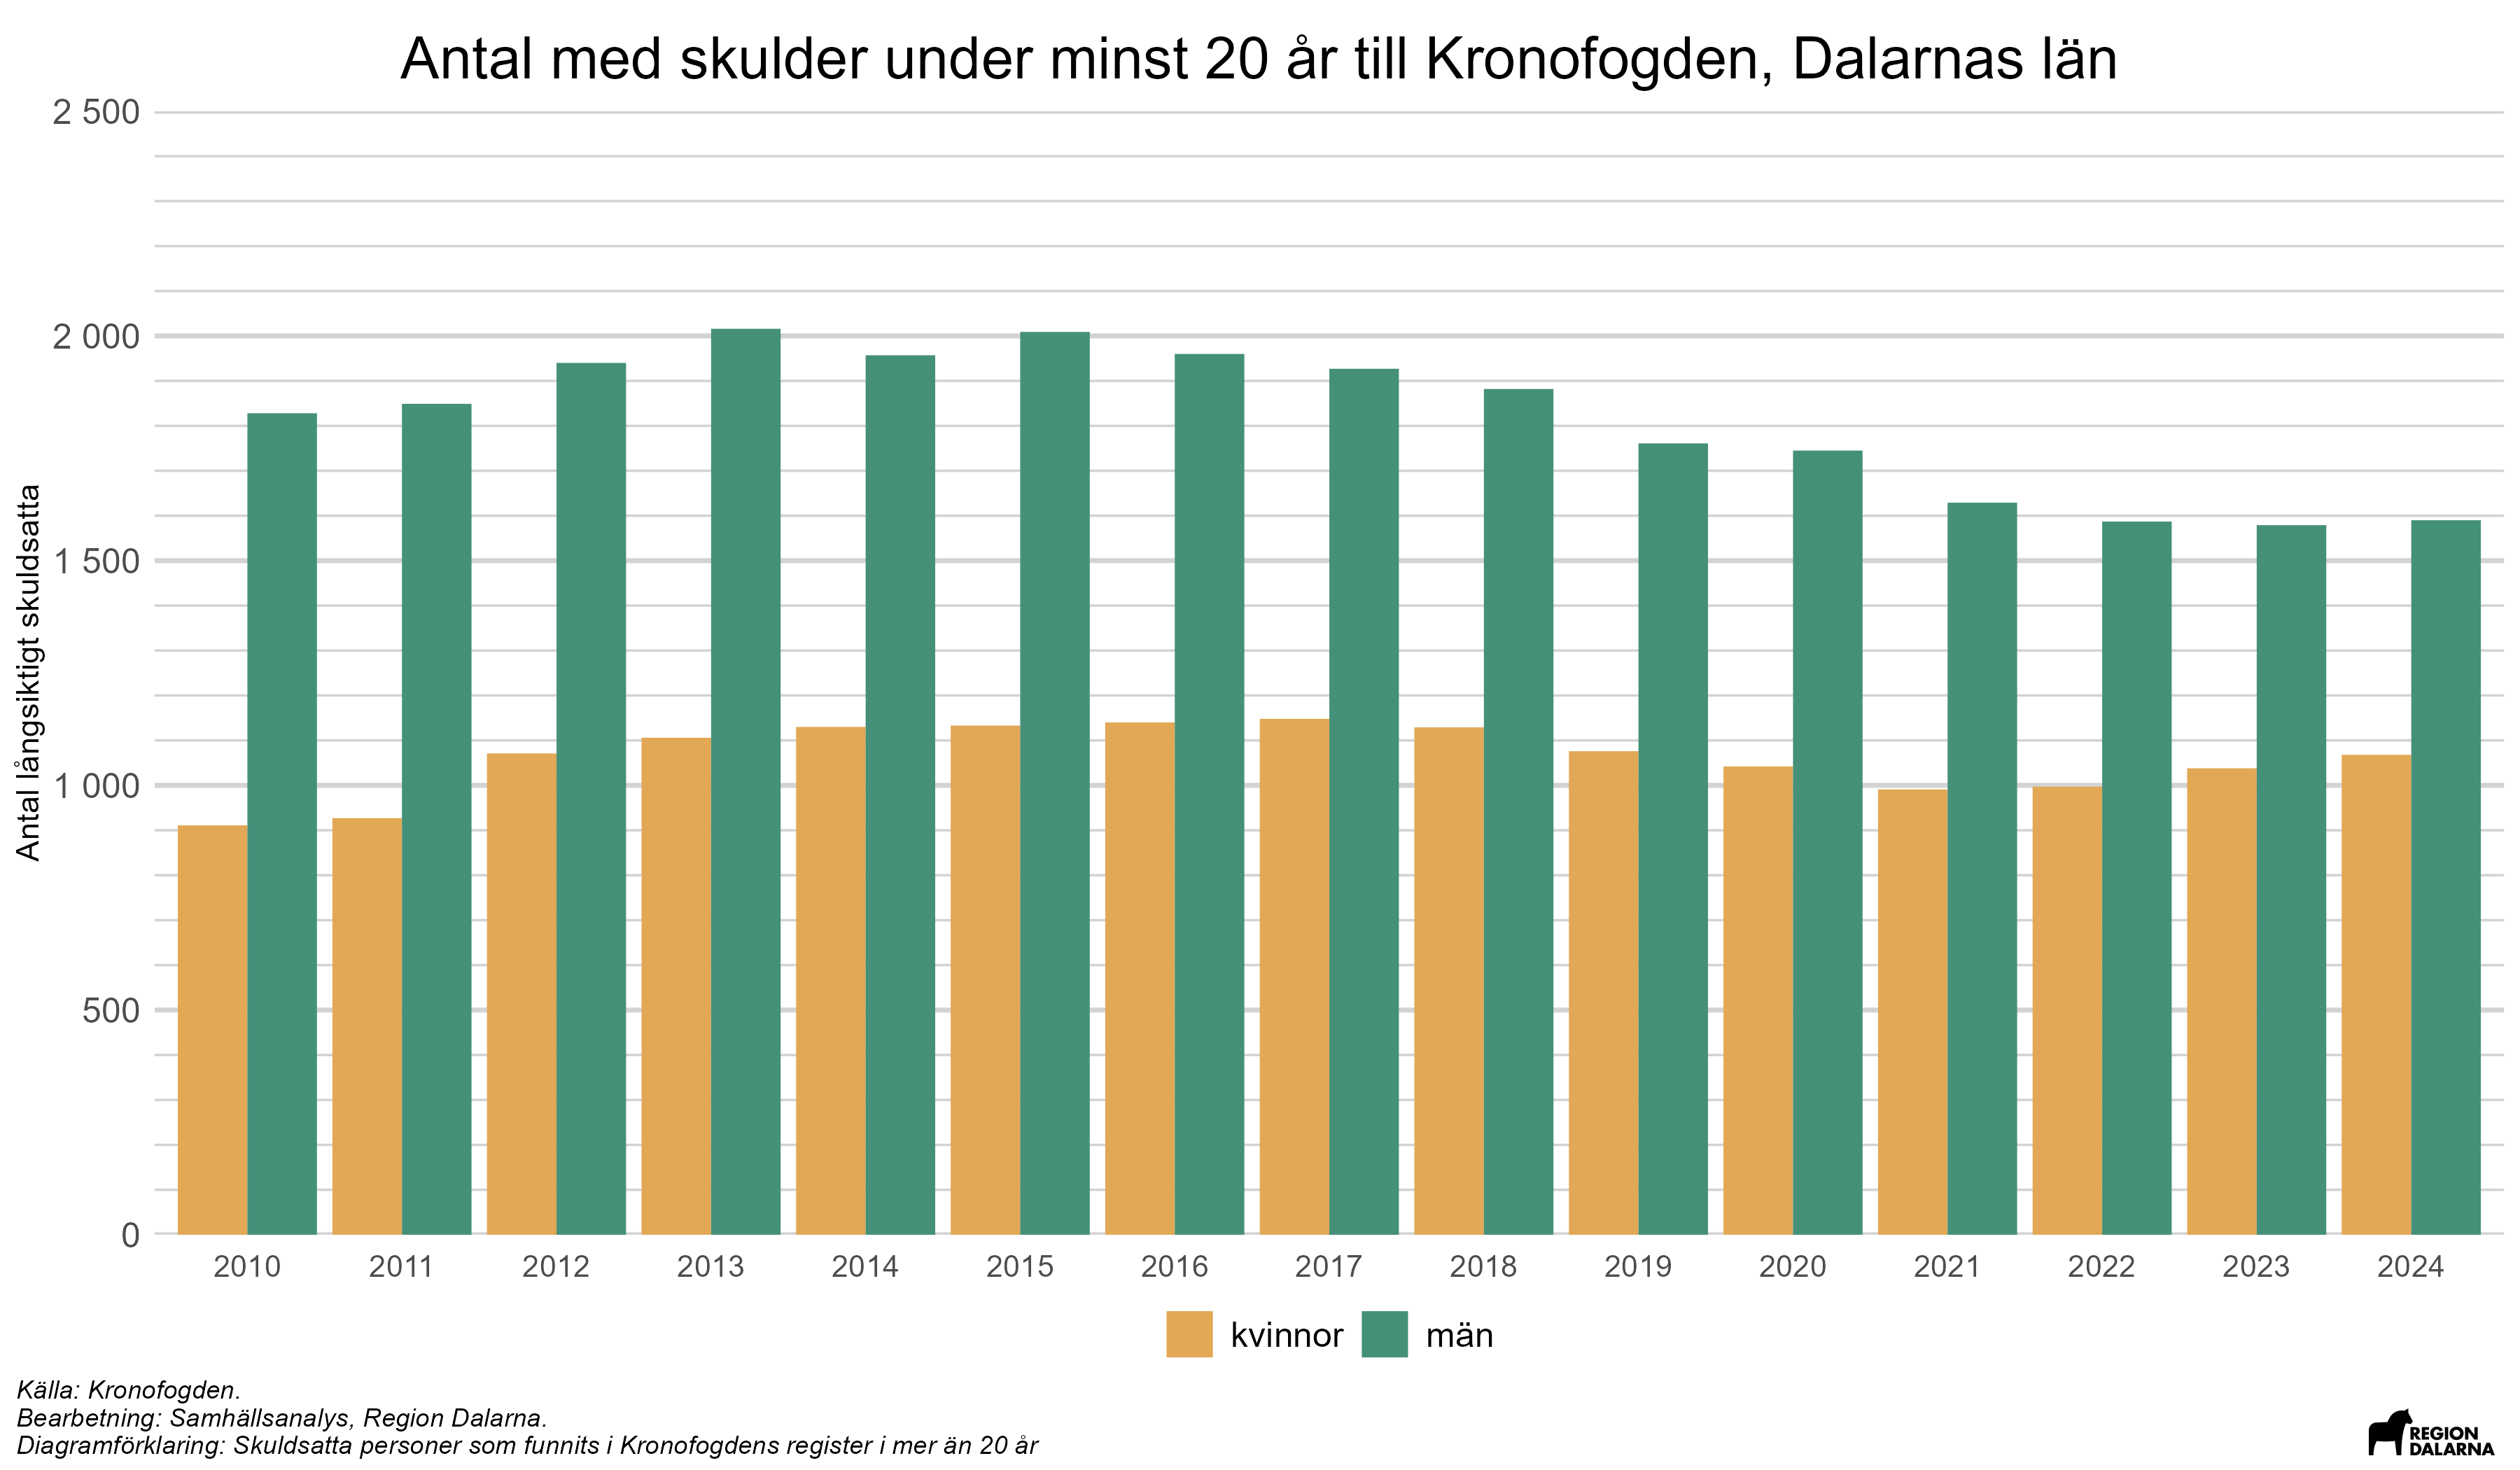 Antal med skulder under minst 20 år till Kronofogden, Dalarnas län
2 500
2 000
1 500
1 000
500
0
Antal långsiktigt skuldsatta
2010 2011 2012 2013 2014 2015 2016 2017 2018 2019 2020 2021 2022 2023 2024
kvinnor män
Källa: Kronofogden.
Bearbetning: Samhällsanalys, Region Dalarna.
Diagramförklaring: Skuldsatta personer som funnits i Kronofogdens register i mer än 20 år
REGION
DALARNA